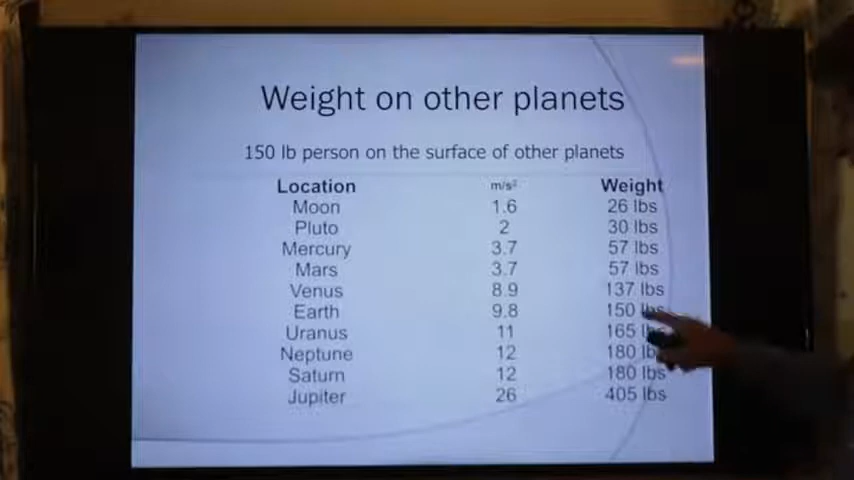 Weight on other planets
150 lb person on the surface of other planets
Location m/s² Weight
Moon 1.6 26 lbs
Pluto 2 30 lbs
Mercury 3.7 57 lbs
Mars 3.7 57 lbs
Venus 8.9 137 lbs
Earth 9.8 150 lbs
Uranus 11 165 lbs
Neptune 12 180 lb
Saturn 12 180 lbs
Jupiter 26 405 lbs